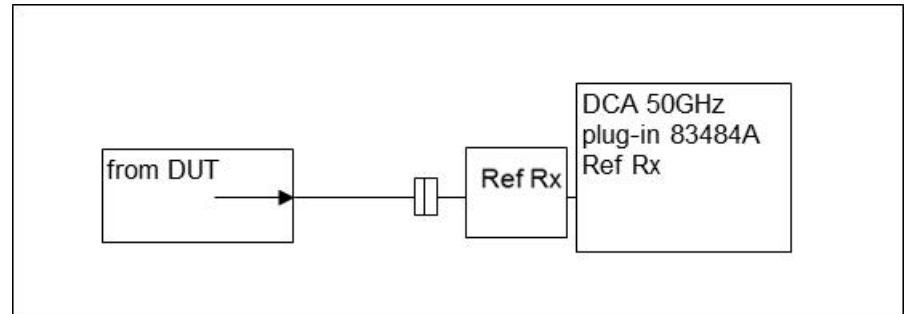 from DUT
Ref Rx
DCA 50GHz
plug-in 83484A
Ref Rx